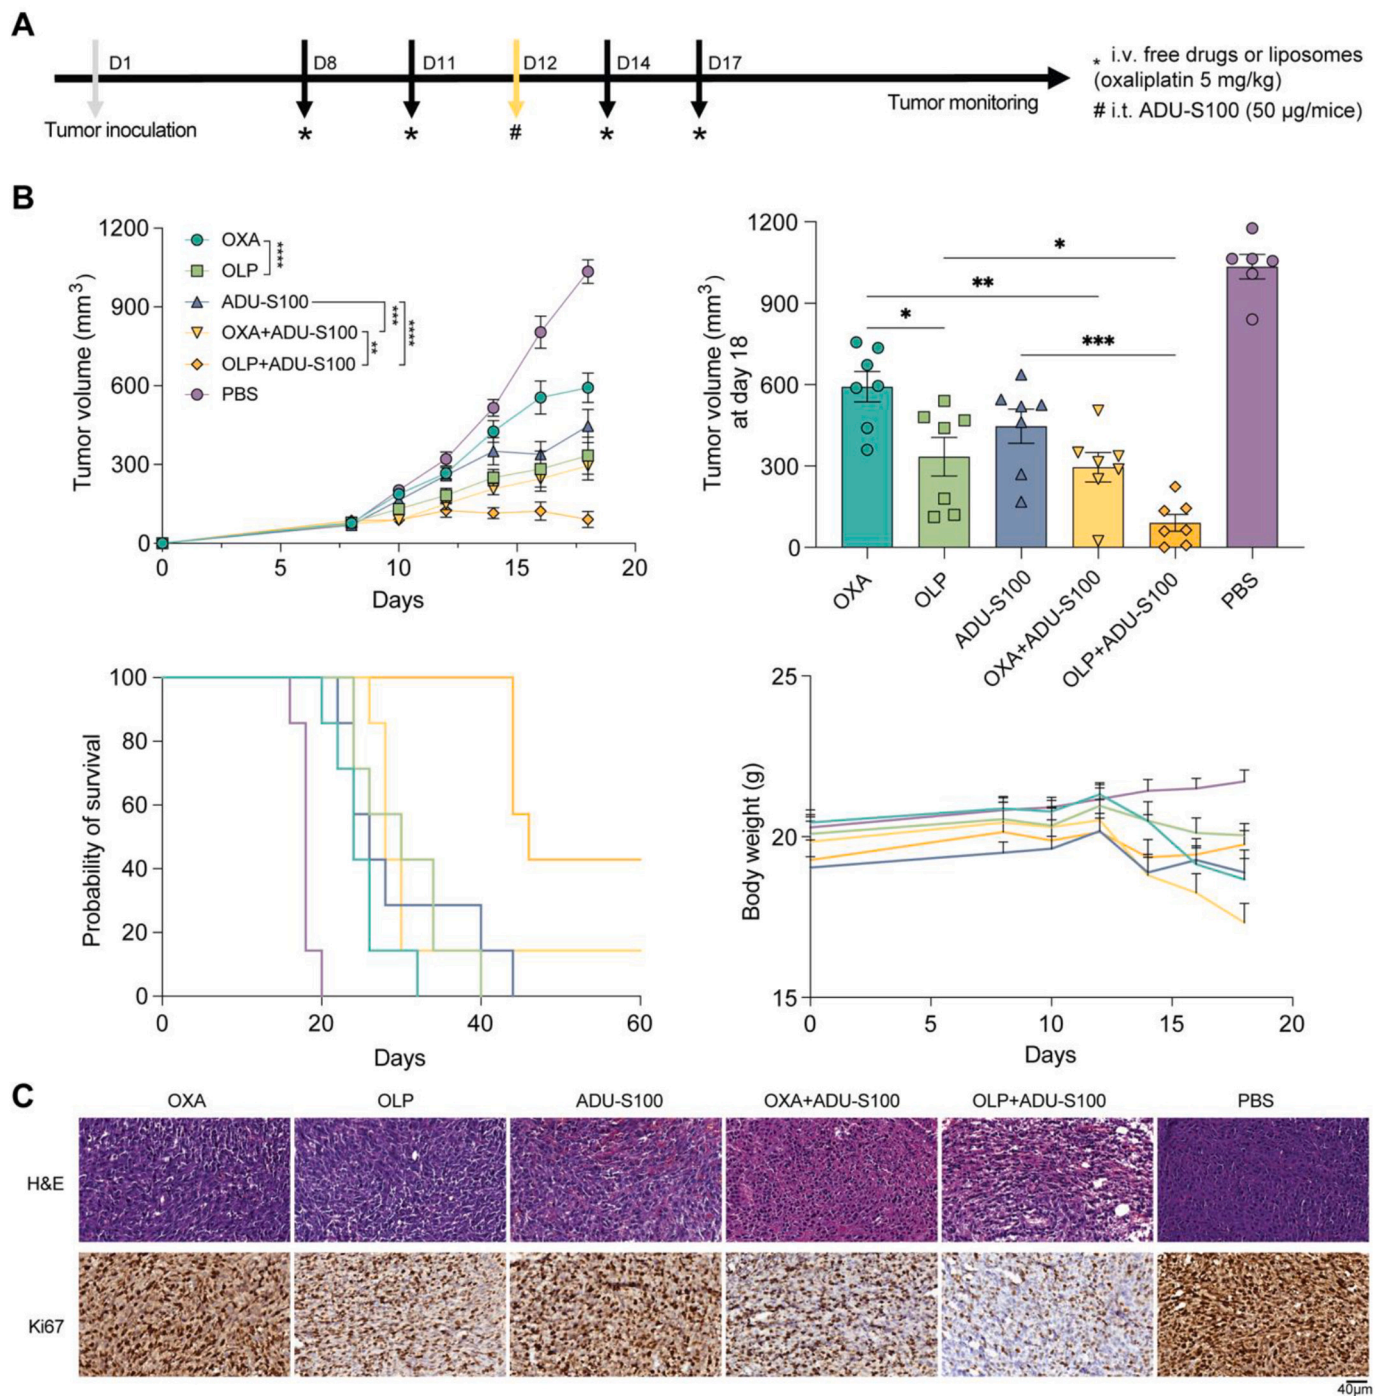 A
D1
D8
D11
D12
D14
D17
Tumor inoculation
*
*
#
*
*
Tumor monitoring
* i.v. free drugs or liposomes
(oxaliplatin 5 mg/kg)
# i.t. ADU-S100 (50 µg/mice)
B
Tumor volume (mm³)
1200
900
600
300
0
0
5
10
15
20
Days
OXA
OLP
ADU-S100
OXA+ADU-S100
OLP+ADU-S100
PBS
****
***
**
****
Tumor volume (mm³)
at day 18
1200
900
600
300
0
*
**
*
***
OXA
OLP
ADU-S100
OXA+ADU-S100
OLP+ADU-S100
PBS
Probability of survival
100
80
60
40
20
0
0
20
40
60
Days
Body weight (g)
25
20
15
0
5
10
15
20
Days
C
OXA
OLP
ADU-S100
OXA+ADU-S100
OLP+ADU-S100
PBS
H&E
Ki67
40µm